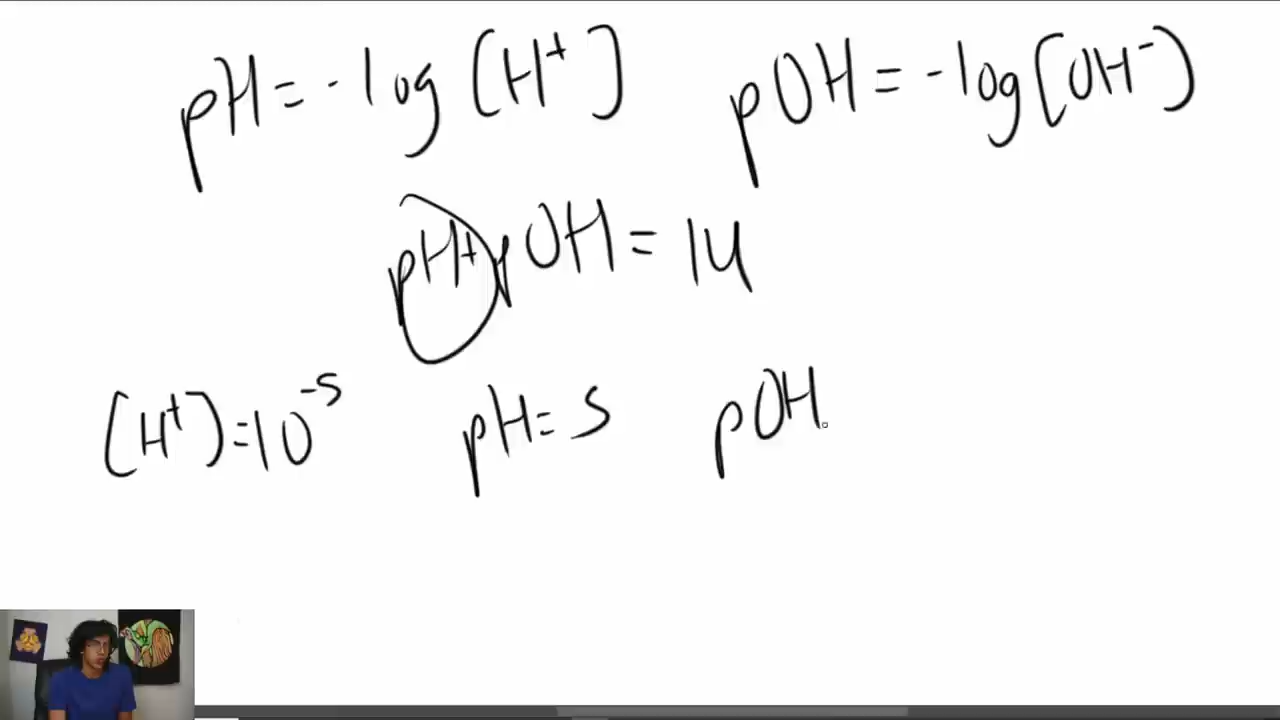 pH = -log [H⁺] pOH = -log [OH⁻]
pH + pOH = 14
[H⁺] = 10⁻⁵ pH = 5 pOH